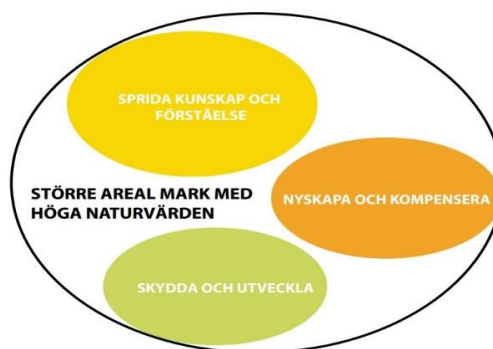 SPRIDA KUNSKAP OCH
FÖRSTÅELSE
STÖRRE AREAL MARK MED
HÖGA NATURVÄRDEN
NYSKAPA OCH KOMPENSERA
SKYDDA OCH UTVECKLA